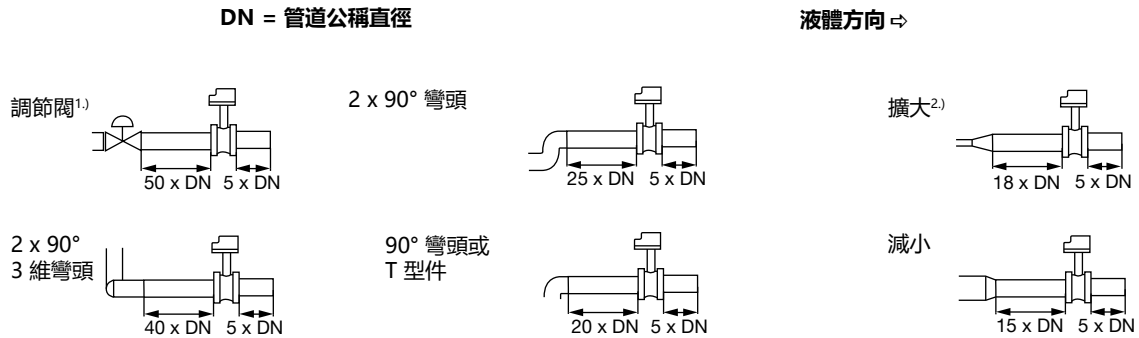 DN = 管道公稱直徑
液體方向 ⇨
調節閥1.)
50 x DN 5 x DN
2 x 90° 彎頭
25 x DN 5 x DN
擴大2.)
18 x DN 5 x DN
2 x 90°
3 維彎頭
40 x DN 5 x DN
90° 彎頭或
T 型件
20 x DN 5 x DN
減小
15 x DN 5 x DN